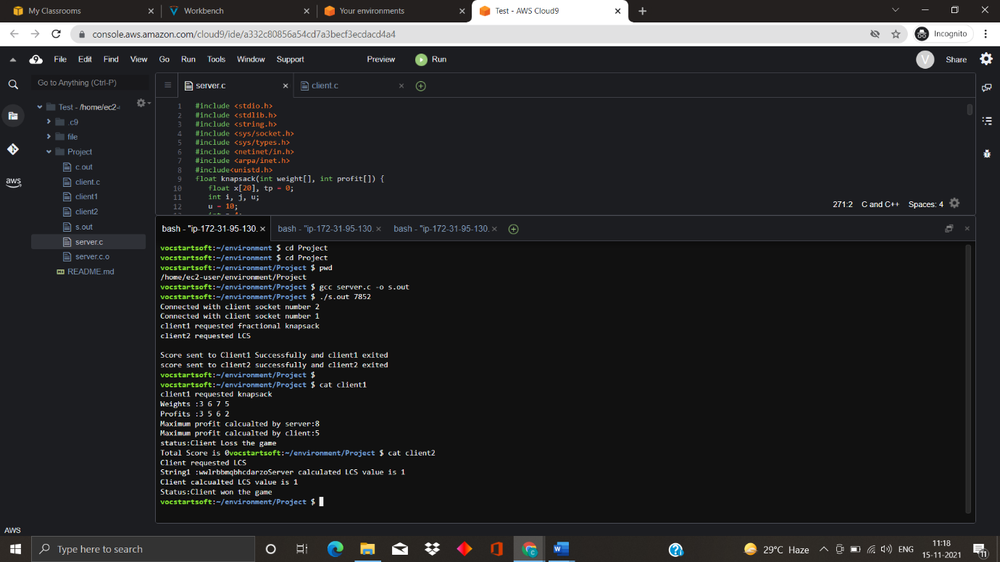 My Classrooms
Workbench
Your environments
Test - AWS Cloud9
console.aws.amazon.com/cloud9/ide/a332c80856a54cd7a3becf3ecdacd4a4
Incognito
9 File Edit Find View Go Run Tools Window Support Preview Run V Share
Go to Anything (Ctrl-P)
server.c
client.c
Test - /home/ec2-
.c9
file
Project
c.out
client.c
client1
client2
s.out
server.c
server.c.o
README.md
aws
1 #include <stdio.h>
2 #include <stdlib.h>
3 #include <string.h>
4 #include <sys/socket.h>
5 #include <sys/types.h>
6 #include <netinet/in.h>
7 #include <arpa/inet.h>
8 #include<unistd.h>
9 float knapsack(int weight[], int profit[]) {
10 float x[20], tp = 0;
11 int i, j, u;
12 u = 10;
271:2 C and C++ Spaces: 4
bash - "ip-172-31-95-130.
bash - "ip-172-31-95-130.
bash - "ip-172-31-95-130.
vocstartsoft:~/environment $ cd Project
vocstartsoft:~/environment $ cd Project
vocstartsoft:~/environment/Project $ pwd
/home/ec2-user/environment/Project
vocstartsoft:~/environment/Project $ gcc server.c -o s.out
vocstartsoft:~/environment/Project $ ./s.out 7852
Connected with client socket number 2
Connected with client socket number 1
client1 requested fractional knapsack
client2 requested LCS
Score sent to Client1 Successfully and client1 exited
score sent to client2 successfully and client2 exited
vocstartsoft:~/environment/Project $
vocstartsoft:~/environment/Project $ cat client1
client1 requested knapsack
Weights :3 6 7 5
Profits :3 5 6 2
Maximum profit calcualted by server:8
Maximum profit calcualted by client:5
status:Client Loss the game
Total Score is 0vocstartsoft:~/environment/Project $ cat client2
Client requested LCS
String1 :wwlrbbmqbhcdarzoServer calculated LCS value is 1
Client calcualted LCS value is 1
Status:Client won the game
vocstartsoft:~/environment/Project $
AWS
Type here to search
29°C Haze
ENG
11:18
15-11-2021
11